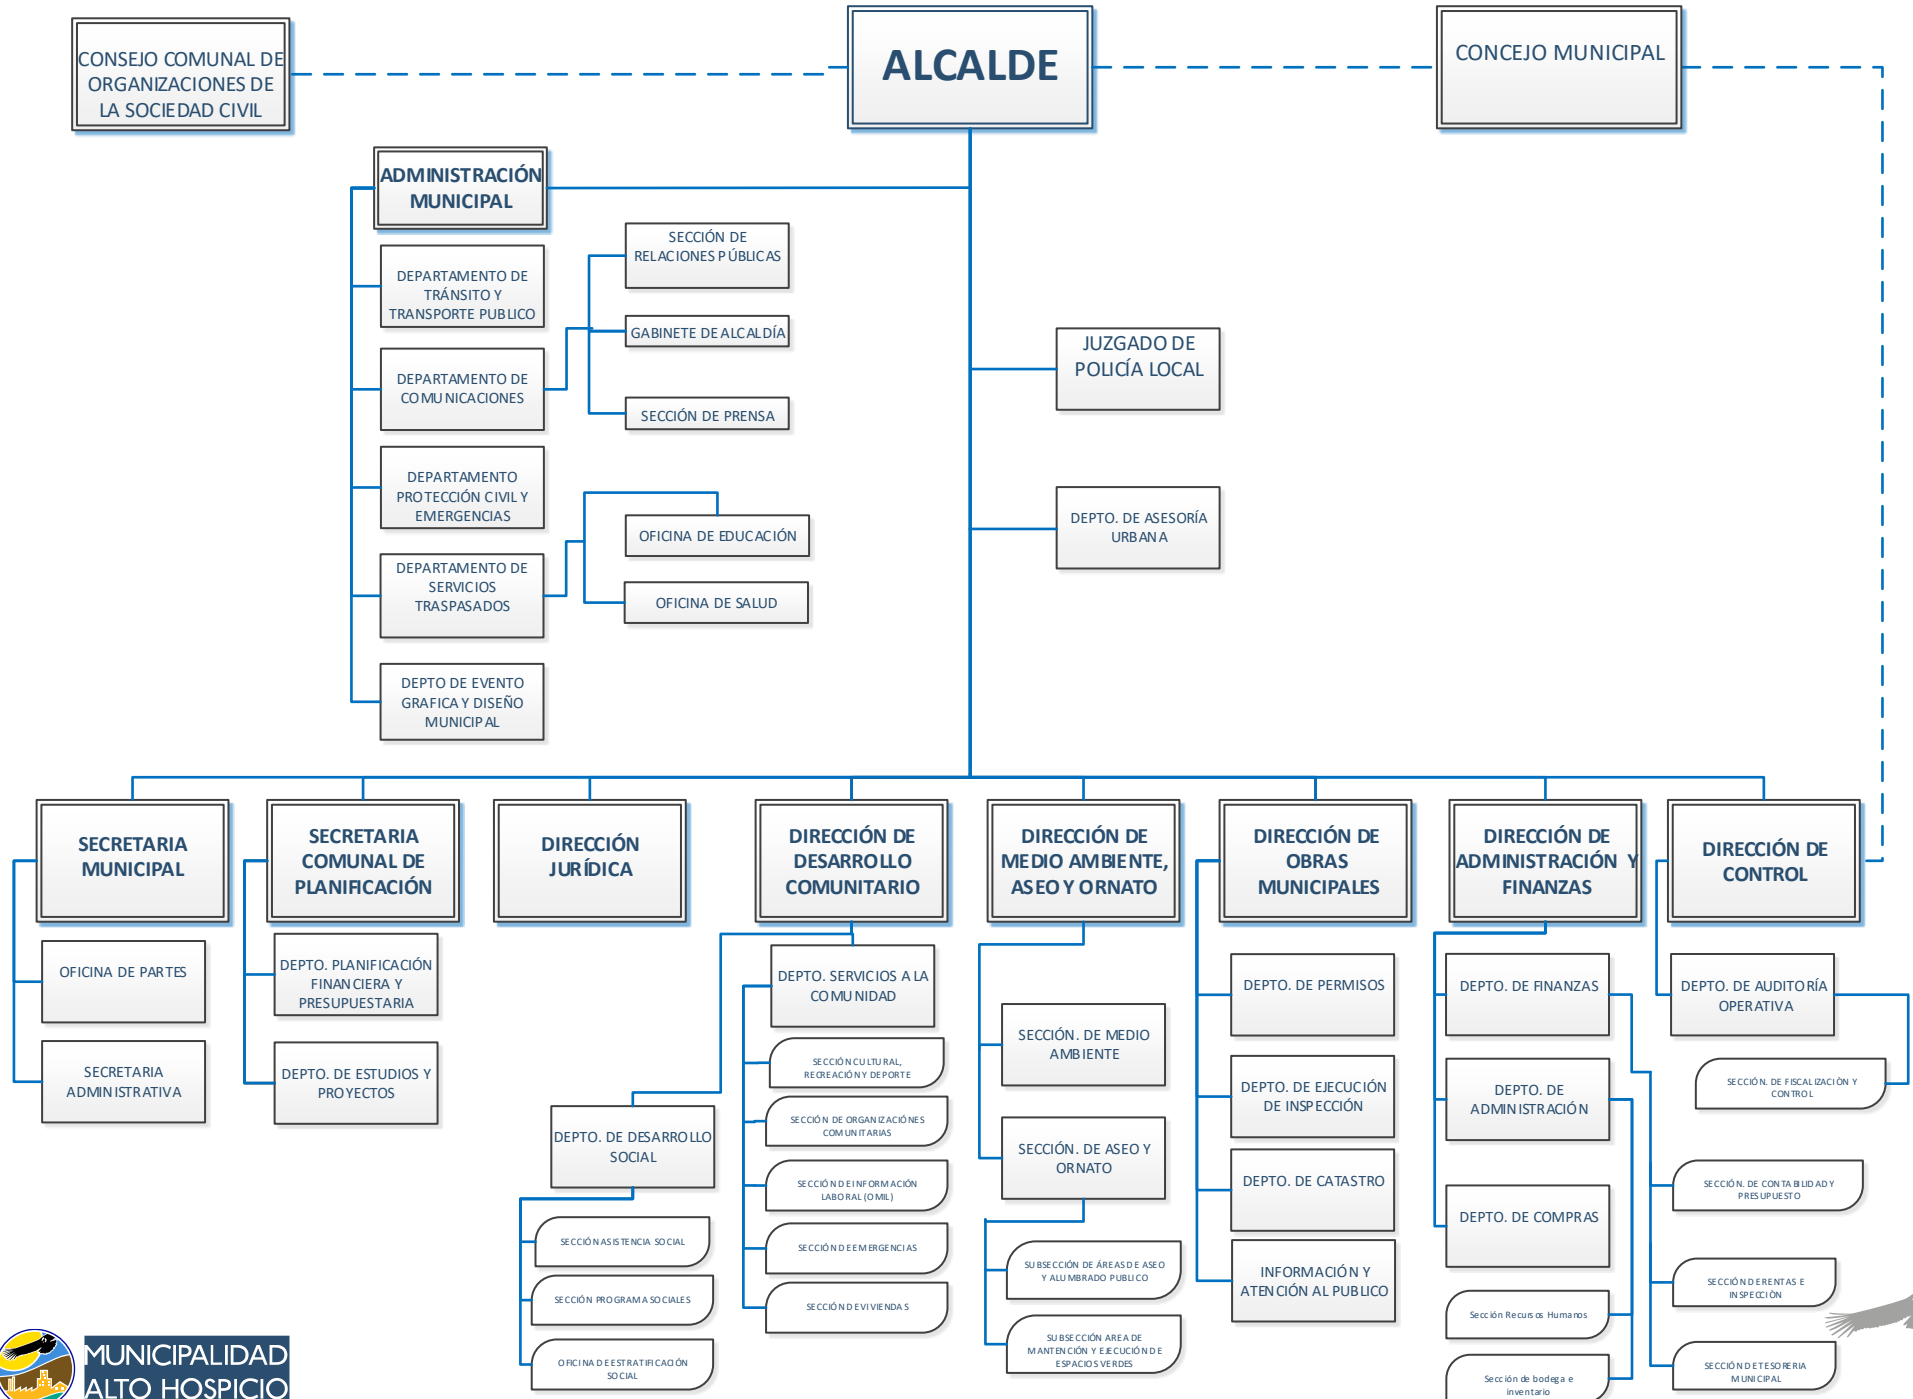 CONSEJO COMUNAL DE
ORGANIZACIONES DE
LA SOCIEDAD CIVIL
ALCALDE
CONCEJO MUNICIPAL
ADMINISTRACIÓN
MUNICIPAL
DEPARTAMENTO DE
TRÁNSITO Y
TRANSPORTE PUBLICO
DEPARTAMENTO DE
COMUNICACIONES
DEPARTAMENTO
PROTECCIÓN CIVIL Y
EMERGENCIAS
DEPARTAMENTO DE
SERVICIOS
TRASPASADOS
DEPTO DE EVENTO
GRAFICA Y DISEÑO
MUNICIPAL
SECCIÓN DE
RELACIONES PÚBLICAS
GABINETE DE ALCALDÍA
SECCIÓN DE PRENSA
OFICINA DE EDUCACIÓN
OFICINA DE SALUD
JUZGADO DE
POLICÍA LOCAL
DEPTO. DE ASESORÍA
URBANA
SECRETARIA
MUNICIPAL
OFICINA DE PARTES
SECRETARIA
ADMINISTRATIVA
SECRETARIA
COMUNAL DE
PLANIFICACIÓN
DEPTO. PLANIFICACIÓN
FINANCIERA Y
PRESUPUESTARIA
DEPTO. DE ESTUDIOS Y
PROYECTOS
DIRECCIÓN
JURÍDICA
DIRECCIÓN DE
DESARROLLO
COMUNITARIO
DEPTO. SERVICIOS A LA
COMUNIDAD
SECCIÓN CULTURAL,
RECREACIÓN Y DEPORTE
SECCIÓN DE ORGANIZACIÓNES
COMUNITARIAS
SECCIÓN DE INFORMACIÓN
LABORAL (OMIL)
SECCIÓN DE EMERGENCIAS
SECCIÓN DE VIVIENDAS
DEPTO. DE DESARROLLO
SOCIAL
SECCIÓN ASISTENCIA SOCIAL
SECCIÓN PROGRAMA SOCIALES
OFICINA DE ESTRATIFICACIÓN
SOCIAL
DIRECCIÓN DE
MEDIO AMBIENTE,
ASEO Y ORNATO
SECCIÓN. DE MEDIO
AMBIENTE
SECCIÓN. DE ASEO Y
ORNATO
SUBSECCIÓN DE ÁREAS DE ASEO
Y ALUMBRADO PUBLICO
SUBSECCIÓN AREA DE
MANTENCIÓN Y EJECUCIÓN DE
ESPACIOS VERDES
DIRECCIÓN DE
OBRAS
MUNICIPALES
DEPTO. DE PERMISOS
DEPTO. DE EJECUCIÓN
DE INSPECCIÓN
DEPTO. DE CATASTRO
INFORMACIÓN Y
ATENCIÓN AL PUBLICO
DIRECCIÓN DE
ADMINISTRACIÓN Y
FINANZAS
DEPTO. DE FINANZAS
DEPTO. DE
ADMINISTRACIÓN
DEPTO. DE COMPRAS
Sección Recursos Humanos
Sección de bodega e
inventario
DIRECCIÓN DE
CONTROL
DEPTO. DE AUDITORÍA
OPERATIVA
SECCIÓN. DE FISCALIZACIÒN Y
CONTROL
SECCIÓN. DE CONTABILIDAD Y
PRESUPUESTO
SECCIÓN DE RENTAS E
INSPECCIÒN
SECCIÓN DE TESORERIA
MUNICIPAL
MUNICIPALIDAD
ALTO HOSPICIO